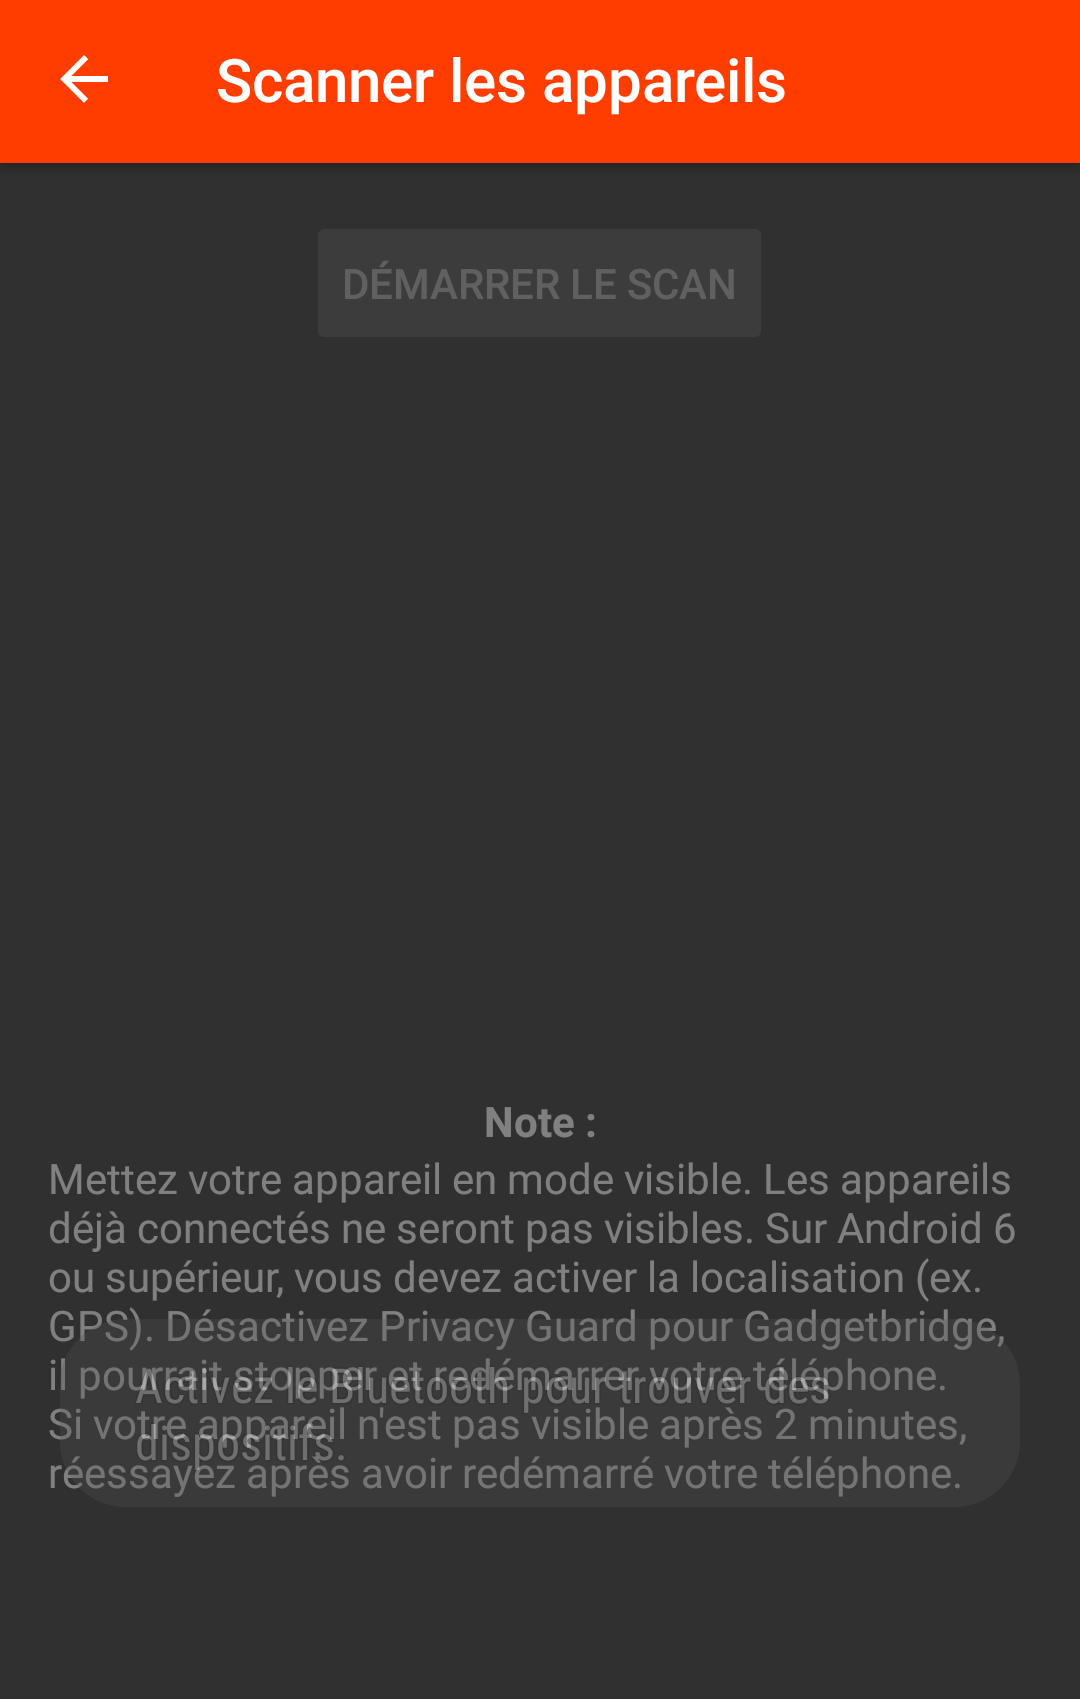 Scanner les appareils
DÉMARRER LE SCAN
Note :
Mettez votre appareil en mode visible. Les appareils
déjà connectés ne seront pas visibles. Sur Android 6
ou supérieur, vous devez activer la localisation (ex.
GPS). Désactivez Privacy Guard pour Gadgetbridge,
il pourrait stopper et redémarrer votre téléphone.
Si votre appareil n'est pas visible après 2 minutes,
réessayez après avoir redémarré votre téléphone.
Activez le Bluetooth pour trouver des
dispositifs.